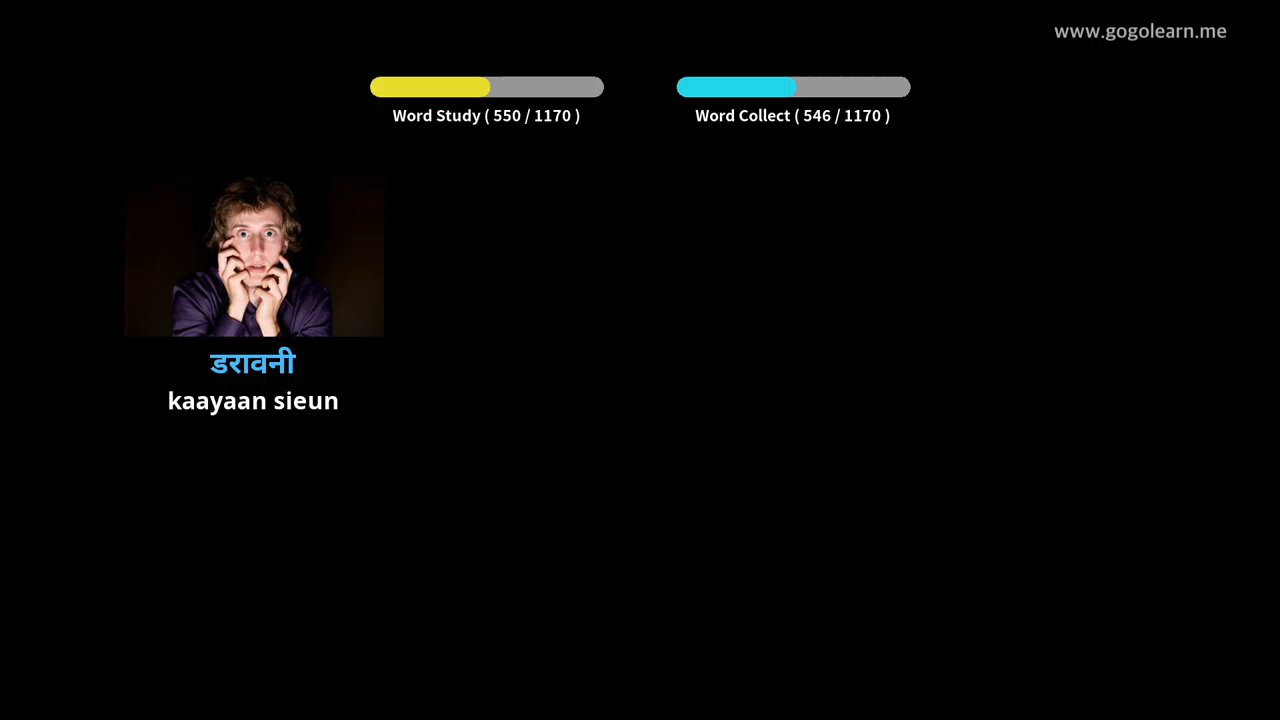 www.gogolearn.me
Word Study ( 550 / 1170 )
Word Collect ( 546 / 1170 )
डरावनी
kaayaan sieun